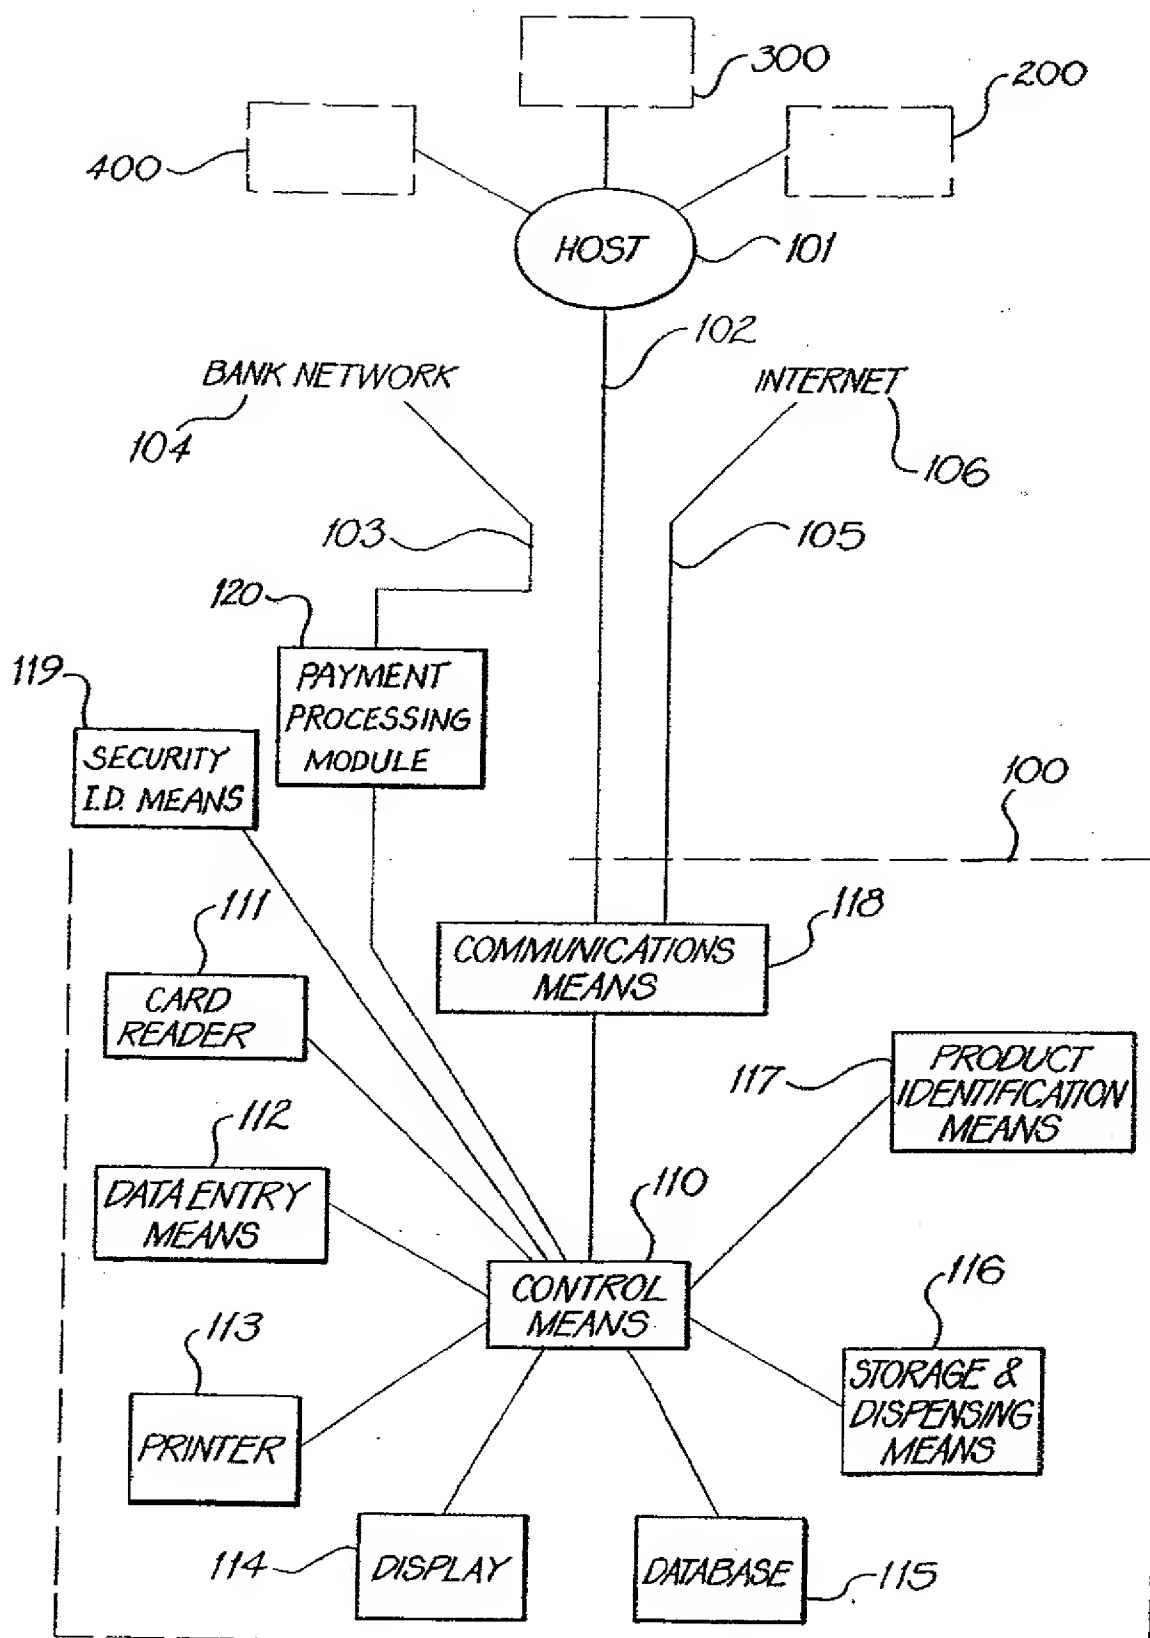 300
200
400
HOST
101
102
BANK NETWORK
INTERNET
104
106
103
105
120
119
PAYMENT
PROCESSING
MODULE
SECURITY
I.D. MEANS
100
111
118
COMMUNICATIONS
MEANS
CARD
READER
117
PRODUCT
IDENTIFICATION
MEANS
112
110
DATA ENTRY
MEANS
CONTROL
MEANS
116
113
STORAGE &
DISPENSING
MEANS
PRINTER
114
DISPLAY
DATABASE
115